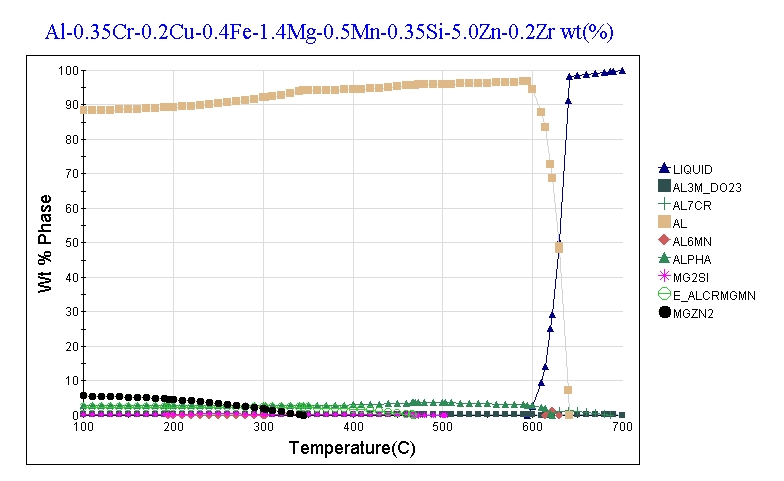 Al-0.35Cr-0.2Cu-0.4Fe-1.4Mg-0.5Mn-0.35Si-5.0Zn-0.2Zr wt(%)
100
90
80
70
60
50
40
30
20
10
0
Wt % Phase
100 200 300 400 500 600 700
Temperature(C)
LIQUID
AL3M_DO23
AL7CR
AL
AL6MN
ALPHA
MG2SI
E_ALCRMGMN
MGZN2